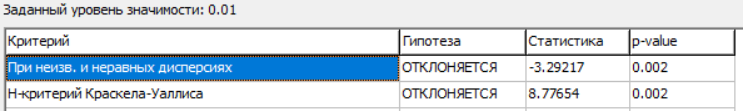 Заданный уровень значимости: 0.01
Критерий Гипотеза Статистика p-value
При неизв. и неравных дисперсиях ОТКЛОНЯЕТСЯ -3.29217 0.002
Н-критерий Краскела-Уаллиса ОТКЛОНЯЕТСЯ 8.77654 0.002